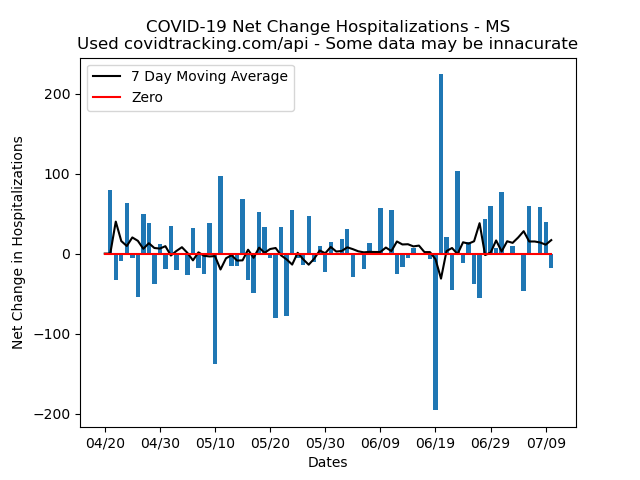 COVID-19 Net Change Hospitalizations - MS
Used covidtracking.com/api - Some data may be innacurate
7 Day Moving Average
Zero
Net Change in Hospitalizations
200
100
0
−100
−200
04/20 04/30 05/10 05/20 05/30 06/09 06/19 06/29 07/09
Dates